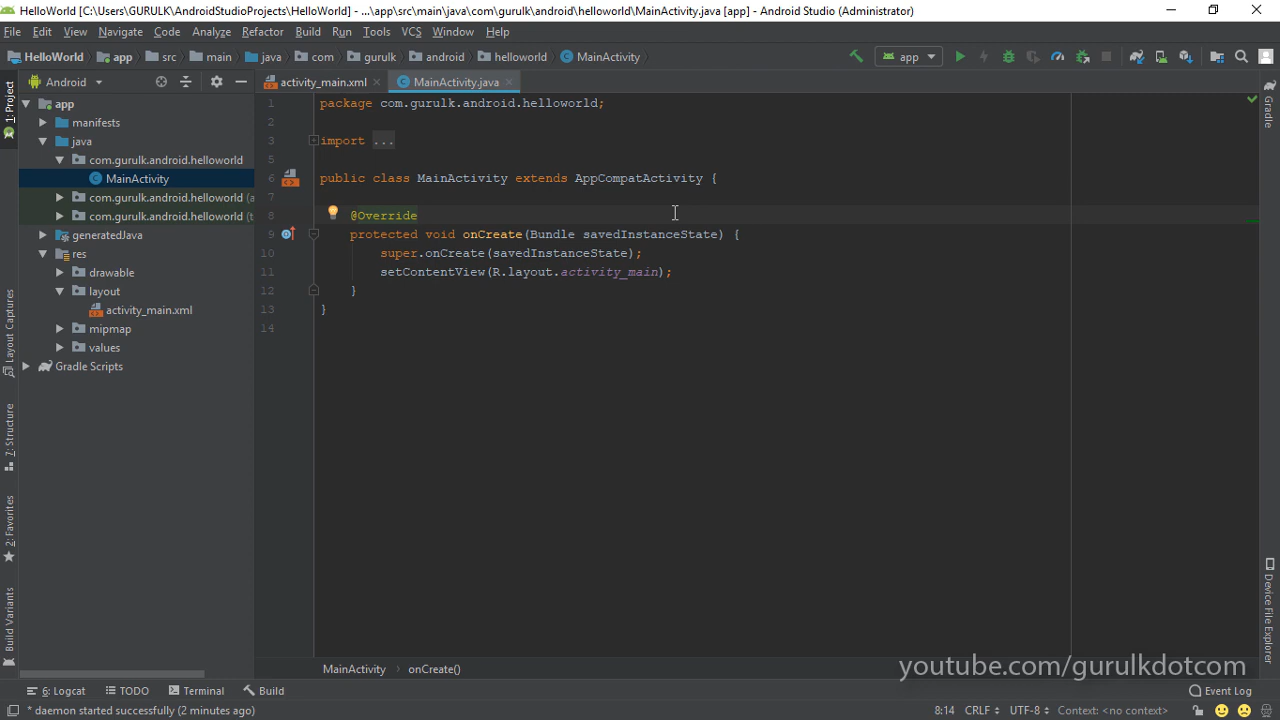 HelloWorld [C:\Users\GURULK\AndroidStudioProjects\HelloWorld] - ...\app\src\main\java\com\gurulk\android\helloworld\MainActivity.java [app] - Android Studio (Administrator)
File Edit View Navigate Code Analyze Refactor Build Run Tools VCS Window Help
HelloWorld app src main java com gurulk android helloworld MainActivity app
Android
activity_main.xml MainActivity.java
1: Project
Layout Captures
7: Structure
2: Favorites
Build Variants
app
manifests
java
com.gurulk.android.helloworld
MainActivity
com.gurulk.android.helloworld (a
com.gurulk.android.helloworld (t
generatedJava
res
drawable
layout
activity_main.xml
mipmap
values
Gradle Scripts
1 package com.gurulk.android.helloworld;
2
3 import ...
5
6 public class MainActivity extends AppCompatActivity {
7
8 @Override
9 protected void onCreate(Bundle savedInstanceState) {
10 super.onCreate(savedInstanceState);
11 setContentView(R.layout.activity_main);
12 }
13 }
14
Gradle
Device File Explorer
MainActivity onCreate()
youtube.com/gurulkdotcom
6: Logcat TODO Terminal Build Event Log
* daemon started successfully (2 minutes ago) 8:14 CRLF UTF-8 Context: <no context>